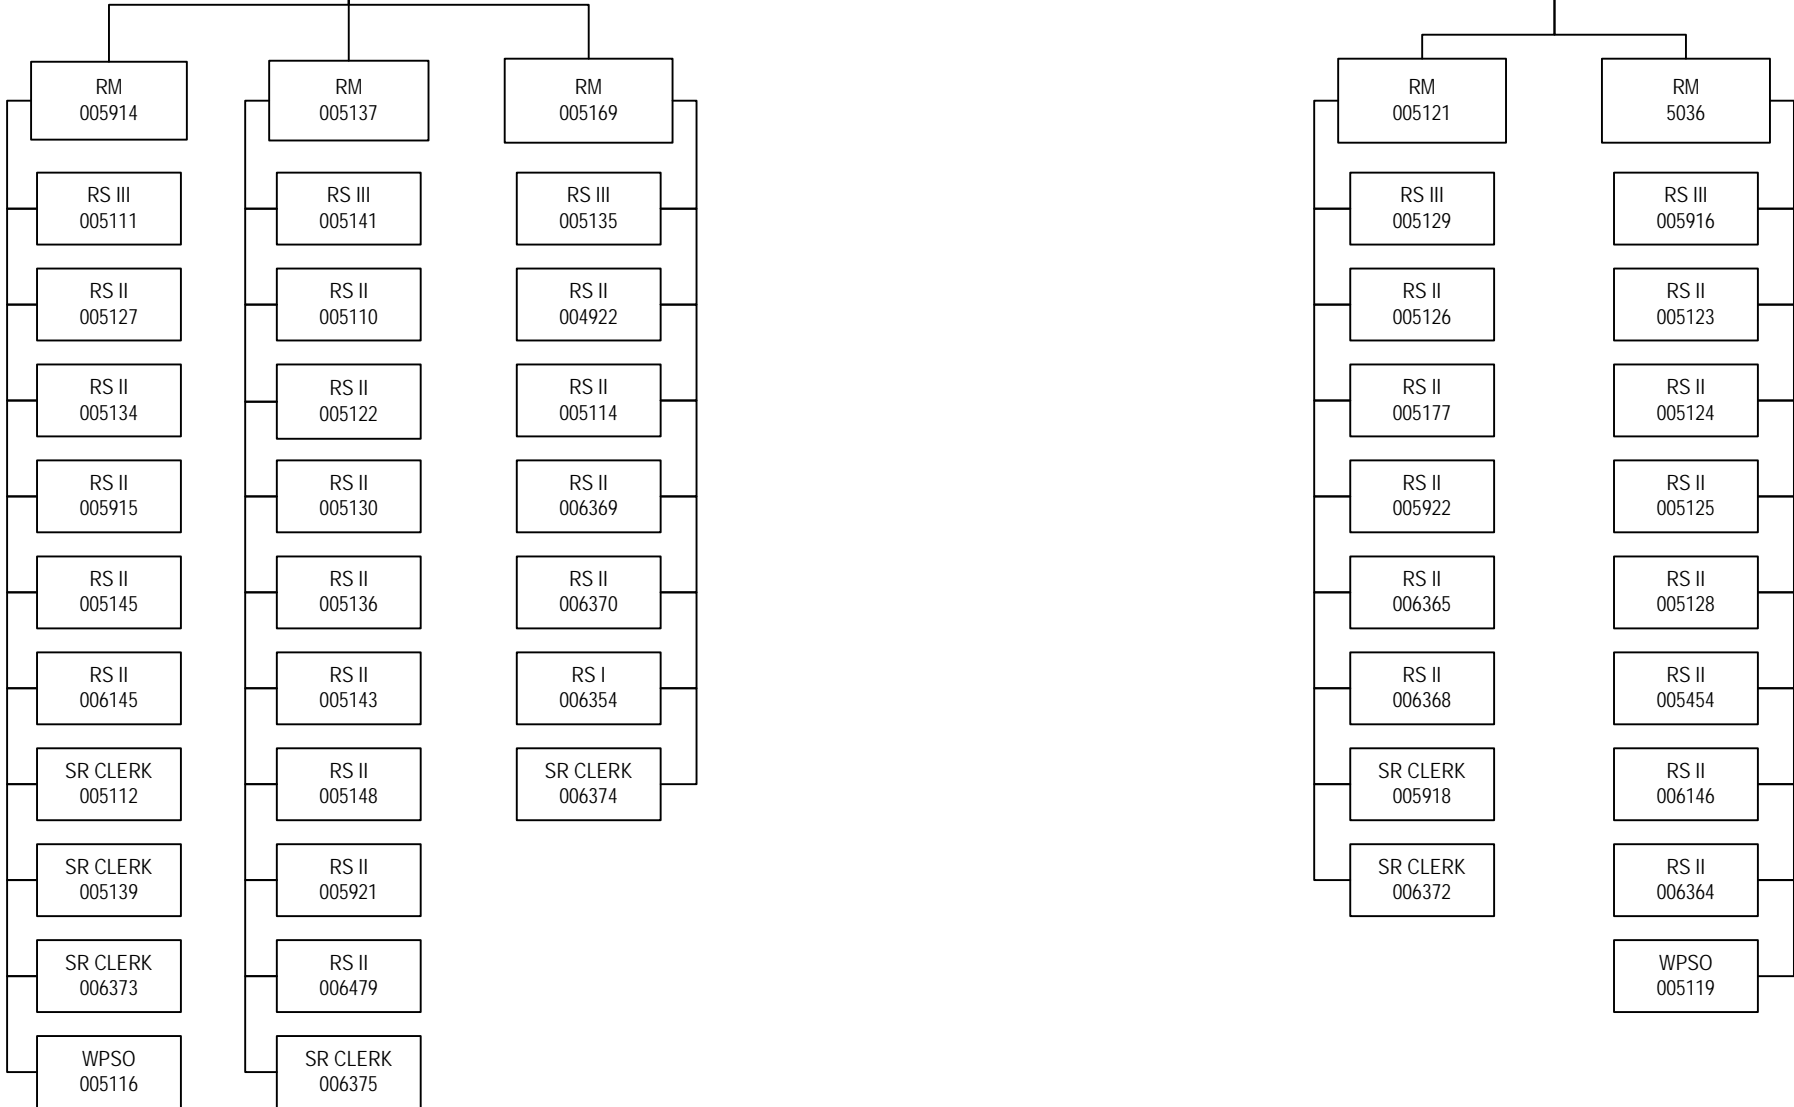 RM
005914
RM
005137
RM
005169
RM
005121
RM
5036
RS III
005111
RS III
005141
RS III
005135
RS III
005129
RS III
005916
RS II
005127
RS II
005110
RS II
004922
RS II
005126
RS II
005123
RS II
005134
RS II
005122
RS II
005114
RS II
005177
RS II
005124
RS II
005915
RS II
005130
RS II
006369
RS II
005922
RS II
005125
RS II
005145
RS II
005136
RS II
006370
RS II
006365
RS II
005128
RS II
006145
RS II
005143
RS I
006354
RS II
006368
RS II
005454
SR CLERK
005112
RS II
005148
SR CLERK
006374
SR CLERK
005918
RS II
006146
SR CLERK
005139
RS II
005921
SR CLERK
006372
RS II
006364
SR CLERK
006373
RS II
006479
WPSO
005119
WPSO
005116
SR CLERK
006375